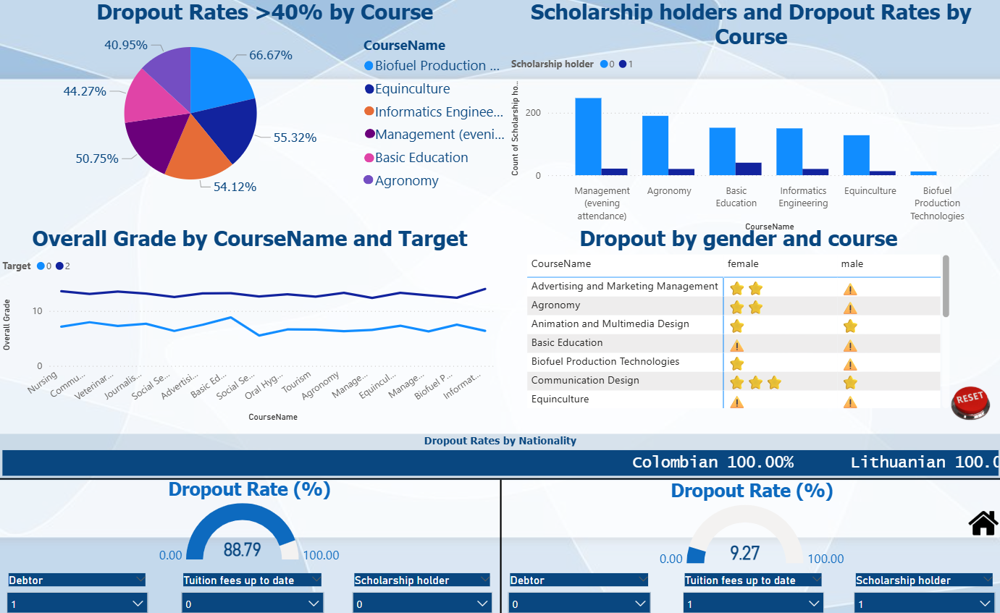 Dropout Rates >40% by Course
40.95%
66.67%
44.27%
55.32%
50.75%
54.12%
CourseName
Biofuel Production ...
Equinculture
Informatics Enginee...
Management (eveni...
Basic Education
Agronomy
Scholarship holders and Dropout Rates by
Course
Scholarship holder 0 1
Count of Scholarship ho...
200
0
Management
(evening
attendance)
Agronomy
Basic
Education
Informatics
Engineering
Equinculture
Biofuel
Production
Technologies
CourseName
Overall Grade by CourseName and Target
Target 0 2
Overall Grade
10
0
Nursing
Commu...
Veterinar...
Journalis...
Social Se...
Advertisi...
Basic Ed...
Social Se...
Oral Hyg...
Tourism
Agronomy
Manage...
Equincul...
Manage...
Biofuel P...
Informat...
CourseName
Dropout by gender and course
CourseName female male
Advertising and Marketing Management
Agronomy
Animation and Multimedia Design
Basic Education
Biofuel Production Technologies
Communication Design
Equinculture
RESET
Dropout Rates by Nationality
Colombian 100.00% Lithuanian 100.0
Dropout Rate (%)
88.79
0.00 100.00
Debtor Tuition fees up to date Scholarship holder
1 0 0
Dropout Rate (%)
9.27
0.00 100.00
Debtor Tuition fees up to date Scholarship holder
0 1 1